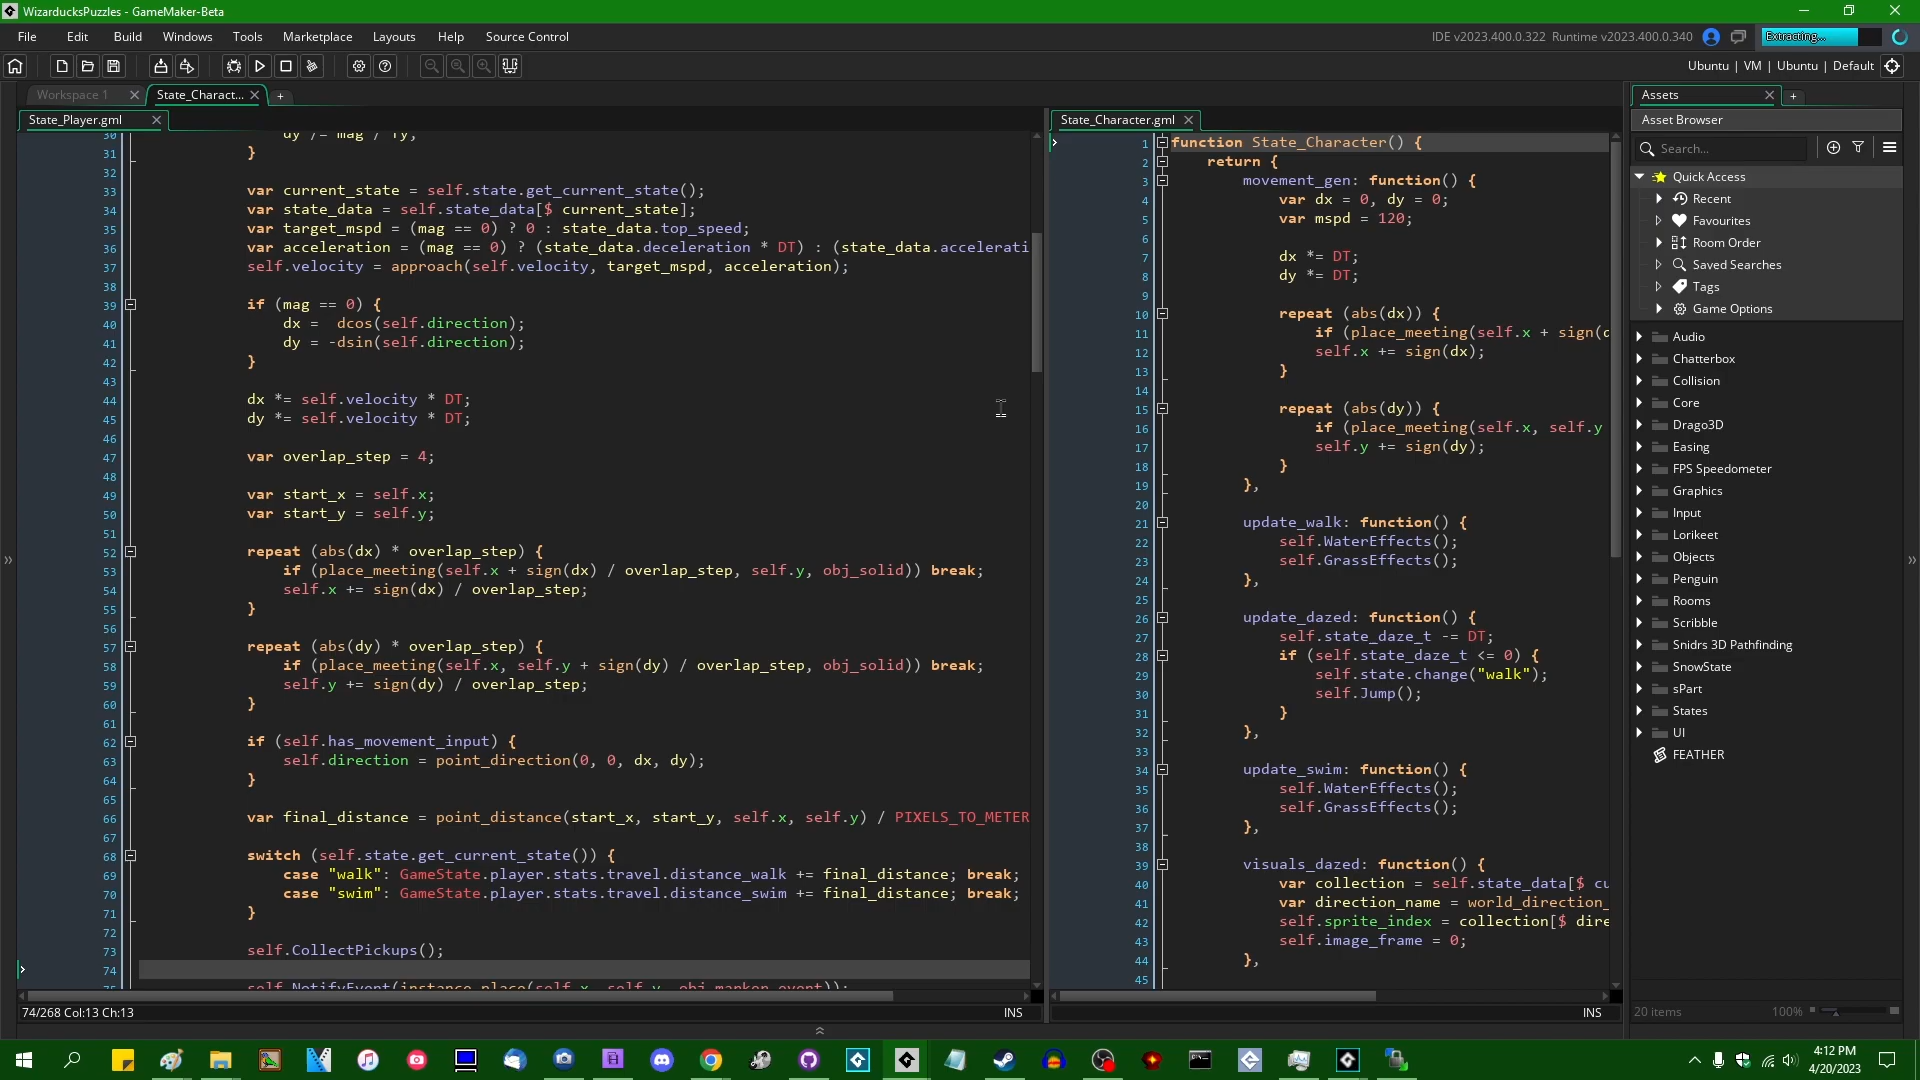 WizarducksPuzzles - GameMaker-Beta
File Edit Build Windows Tools Marketplace Layouts Help Source Control
IDE v2023.400.0.322 Runtime v2023.400.0.340
Extracting...
Ubuntu | VM | Ubuntu | Default
Workspace 1
State_Charact...
State_Player.gml
30 dy /= mag / fy;
31 }
32
33 var current_state = self.state.get_current_state();
34 var state_data = self.state_data[$ current_state];
35 var target_mspd = (mag == 0) ? 0 : state_data.top_speed;
36 var acceleration = (mag == 0) ? (state_data.deceleration * DT) : (state_data.accelerati
37 self.velocity = approach(self.velocity, target_mspd, acceleration);
38
39 if (mag == 0) {
40 dx =  dcos(self.direction);
41 dy = -dsin(self.direction);
42 }
43
44 dx *= self.velocity * DT;
45 dy *= self.velocity * DT;
46
47 var overlap_step = 4;
48
49 var start_x = self.x;
50 var start_y = self.y;
51
52 repeat (abs(dx) * overlap_step) {
53 if (place_meeting(self.x + sign(dx) / overlap_step, self.y, obj_solid)) break;
54 self.x += sign(dx) / overlap_step;
55 }
56
57 repeat (abs(dy) * overlap_step) {
58 if (place_meeting(self.x, self.y + sign(dy) / overlap_step, obj_solid)) break;
59 self.y += sign(dy) / overlap_step;
60 }
61
62 if (self.has_movement_input) {
63 self.direction = point_direction(0, 0, dx, dy);
64 }
65
66 var final_distance = point_distance(start_x, start_y, self.x, self.y) / PIXELS_TO_METER
67
68 switch (self.state.get_current_state()) {
69 case "walk": GameState.player.stats.travel.distance_walk += final_distance; break;
70 case "swim": GameState.player.stats.travel.distance_swim += final_distance; break;
71 }
72
73 self.CollectPickups();
74
75 self.NotifyEvent(instance_place(self.x, self.y, obj_marker_event));
74/268 Col:13 Ch:13
INS
State_Character.gml
1 function State_Character() {
2 return {
3 movement_gen: function() {
4 var dx = 0, dy = 0;
5 var mspd = 120;
6
7 dx *= DT;
8 dy *= DT;
9
10 repeat (abs(dx)) {
11 if (place_meeting(self.x + sign(d
12 self.x += sign(dx);
13 }
14
15 repeat (abs(dy)) {
16 if (place_meeting(self.x, self.y
17 self.y += sign(dy);
18 }
19 },
20
21 update_walk: function() {
22 self.WaterEffects();
23 self.GrassEffects();
24 },
25
26 update_dazed: function() {
27 self.state_daze_t -= DT;
28 if (self.state_daze_t <= 0) {
29 self.state.change("walk");
30 self.Jump();
31 }
32 },
33
34 update_swim: function() {
35 self.WaterEffects();
36 self.GrassEffects();
37 },
38
39 visuals_dazed: function() {
40 var collection = self.state_data[$ cu
41 var direction_name = world_direction_
42 self.sprite_index = collection[$ dire
43 self.image_frame = 0;
44 },
45
INS
Assets
Asset Browser
Search...
Quick Access
Recent
Favourites
Room Order
Saved Searches
Tags
Game Options
Audio
Chatterbox
Collision
Core
Drago3D
Easing
FPS Speedometer
Graphics
Input
Lorikeet
Objects
Penguin
Rooms
Scribble
Snidrs 3D Pathfinding
SnowState
sPart
States
UI
FEATHER
20 items 100%
4:12 PM
4/20/2023